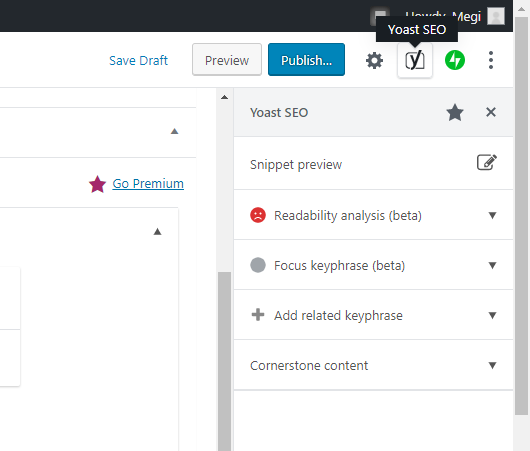 Howdy, Megi
Yoast SEO
Save Draft
Preview
Publish...
Yoast SEO
Go Premium
Snippet preview
Readability analysis (beta)
Focus keyphrase (beta)
Add related keyphrase
Cornerstone content